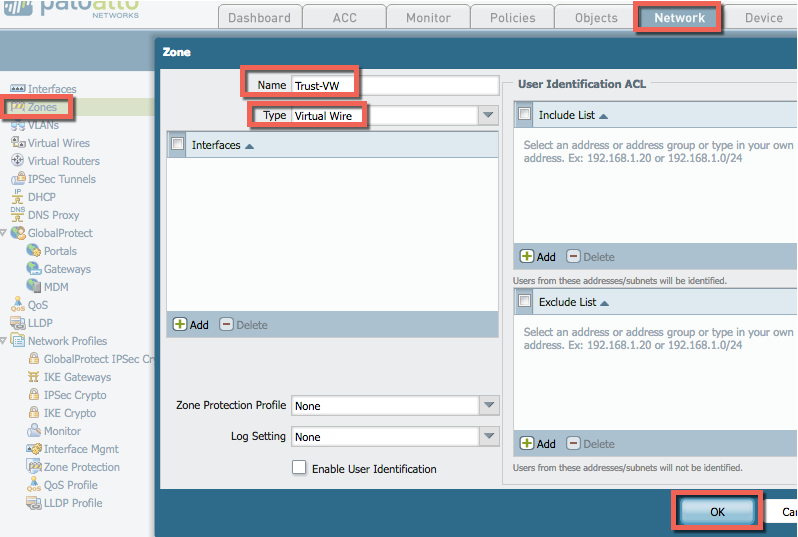 paloalto
NETWORKS
Dashboard
ACC
Monitor
Policies
Objects
Network
Device
Interfaces
Zones
VLANs
Virtual Wires
Virtual Routers
IPSec Tunnels
DHCP
DNS Proxy
GlobalProtect
Portals
Gateways
MDM
QoS
LLDP
Network Profiles
GlobalProtect IPSec Cr
IKE Gateways
IPSec Crypto
IKE Crypto
Monitor
Interface Mgmt
Zone Protection
QoS Profile
LLDP Profile
Zone
Name Trust-VW
Type Virtual Wire
Interfaces
Add Delete
Zone Protection Profile None
Log Setting None
Enable User Identification
User Identification ACL
Include List
Select an address or address group or type in your own
address. Ex: 192.168.1.20 or 192.168.1.0/24
Add Delete
Users from these addresses/subnets will be identified.
Exclude List
Select an address or address group or type in your own
address. Ex: 192.168.1.20 or 192.168.1.0/24
Add Delete
Users from these addresses/subnets will not be identified.
OK
Ca